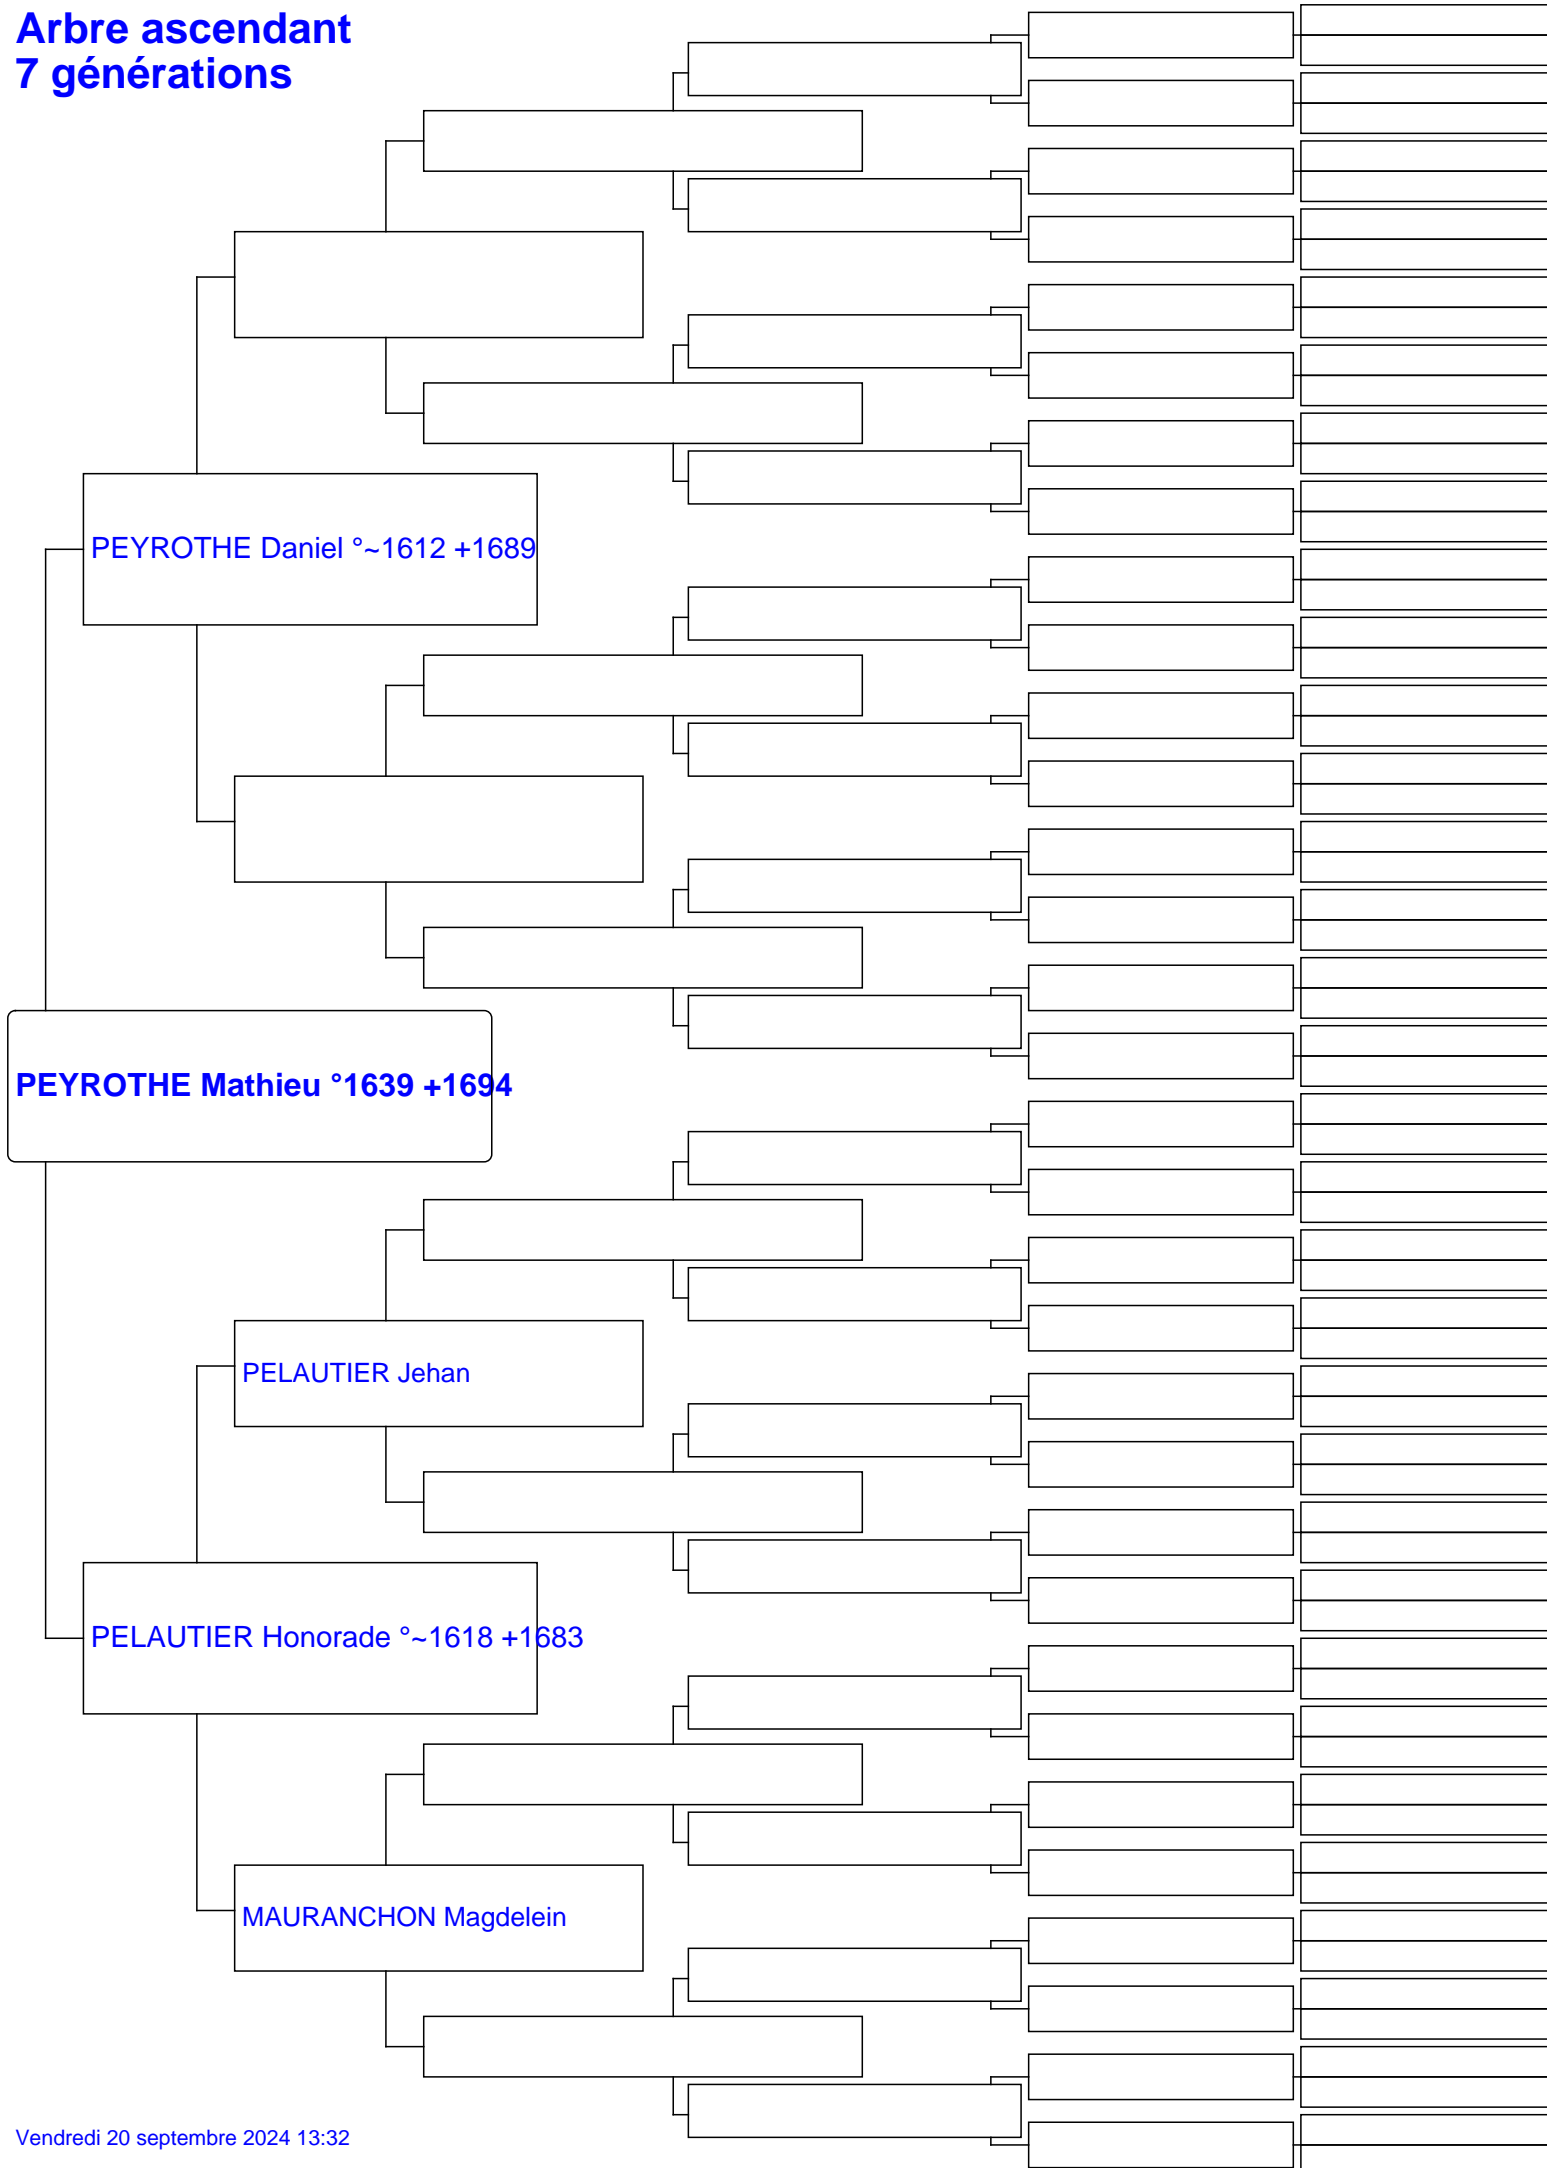 Arbre ascendant
7 générations
PEYROTHE Daniel °~1612 +1689
PEYROTHE Mathieu °1639 +1694
PELAUTIER Jehan
PELAUTIER Honorade °~1618 +1683
MAURANCHON Magdelein
Vendredi 20 septembre 2024 13:32